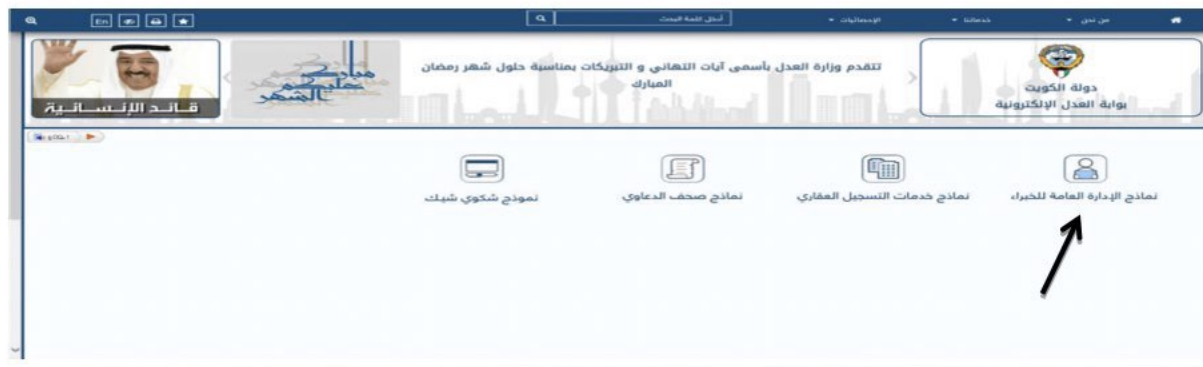 من نحن
خدماتنا
الإحصائيات
أدخل كلمة البحث
En
دولة الكويت
بوابة العدل الإلكترونية
تتقدم وزارة العدل بأسمى آيات التهاني و التبريكات بمناسبة حلول شهر رمضان
المبارك
مبارك
عليكم
الشهر
قائد الإنسانية
نماذج الإدارة العامة للخبراء
نماذج خدمات التسجيل العقاري
نماذج صحف الدعاوي
نموذج شكوي شيك